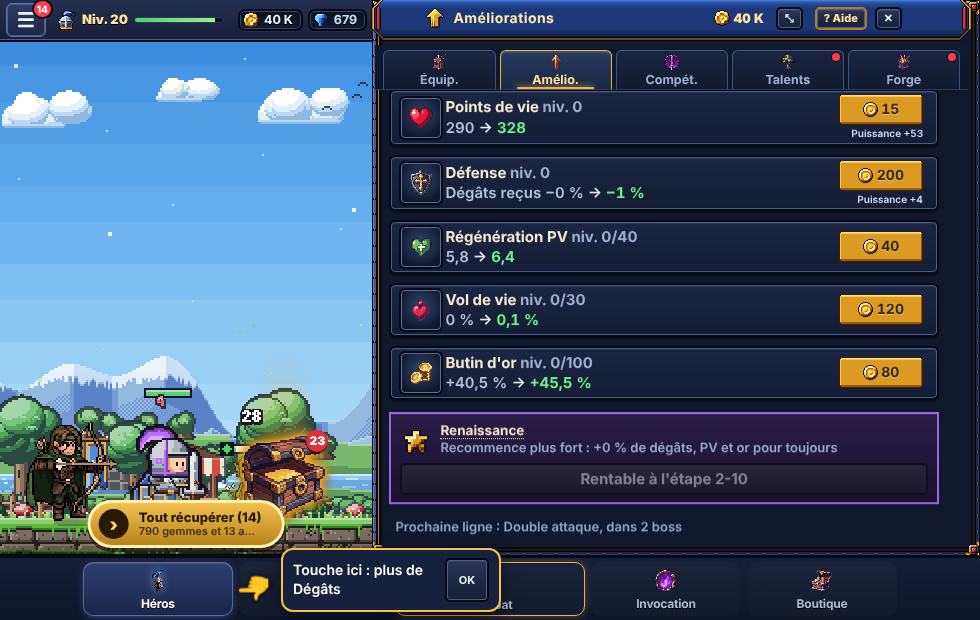 14
Niv. 20
40 K
679
Améliorations
40 K
? Aide
Équip.
Amélio.
Compét.
Talents
Forge
Points de vie niv. 0
290 → 328
15
Puissance +53
Défense niv. 0
Dégâts reçus −0 % → −1 %
200
Puissance +4
Régénération PV niv. 0/40
5,8 → 6,4
40
Vol de vie niv. 0/30
0 % → 0,1 %
120
Butin d'or niv. 0/100
+40,5 % → +45,5 %
80
Renaissance
Recommence plus fort : +0 % de dégâts, PV et or pour toujours
Rentable à l'étape 2-10
Prochaine ligne : Double attaque, dans 2 boss
4
28
23
Tout récupérer (14)
790 gemmes et 13 a...
Touche ici : plus de
Dégâts
OK
Héros
Invocation
Boutique